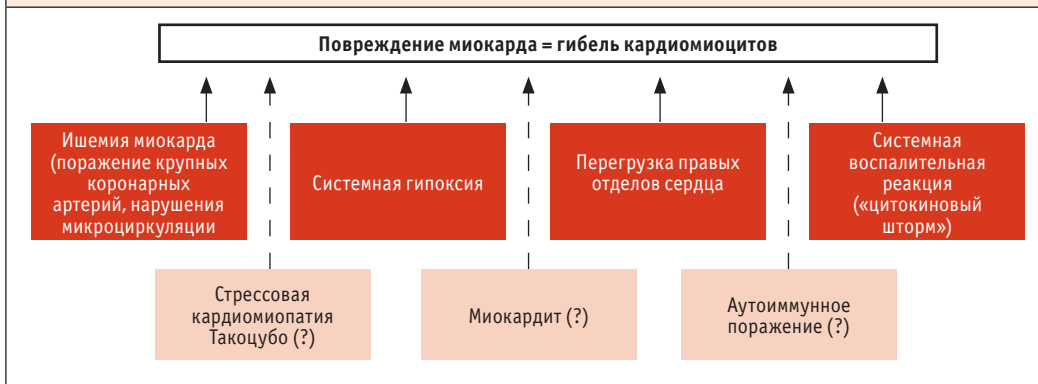 Повреждение миокарда = гибель кардиомиоцитов
Ишемия миокарда
(поражение крупных
коронарных
артерий, нарушения
микроциркуляции
Системная гипоксия
Перегрузка правых
отделов сердца
Системная
воспалительная
реакция
(«цитокиновый
шторм»)
Стрессовая
кардиомиопатия
Такоцубо (?)
Миокардит (?)
Аутоиммунное
поражение (?)